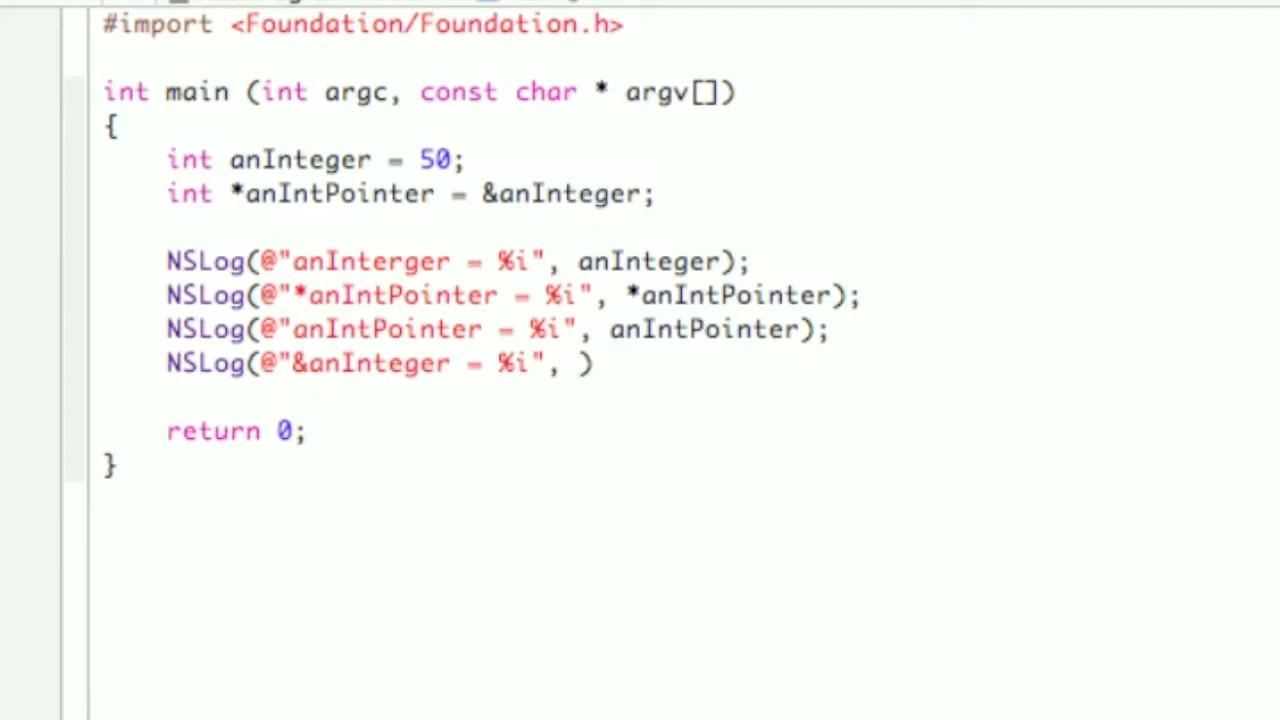 #import <Foundation/Foundation.h>
int main (int argc, const char * argv[])
{
int anInteger = 50;
int *anIntPointer = &anInteger;
NSLog(@"anInterger = %i", anInteger);
NSLog(@"*anIntPointer = %i", *anIntPointer);
NSLog(@"anIntPointer = %i", anIntPointer);
NSLog(@"&anInteger = %i", )
return 0;
}